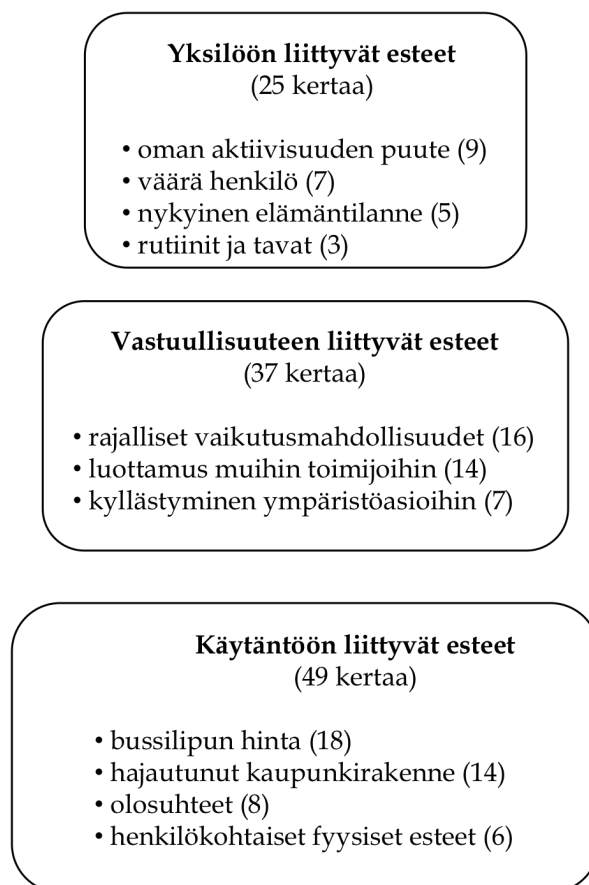 Yksilöön liittyvät esteet
(25 kertaa)
• oman aktiivisuuden puute (9)
• väärä henkilö (7)
• nykyinen elämäntilanne (5)
• rutiinit ja tavat (3)
Vastuullisuuteen liittyvät esteet
(37 kertaa)
• rajalliset vaikutusmahdollisuudet (16)
• luottamus muihin toimijoihin (14)
• kyllästyminen ympäristöasioihin (7)
Käytäntöön liittyvät esteet
(49 kertaa)
• bussilipun hinta (18)
• hajautunut kaupunkirakenne (14)
• olosuhteet (8)
• henkilökohtaiset fyysiset esteet (6)